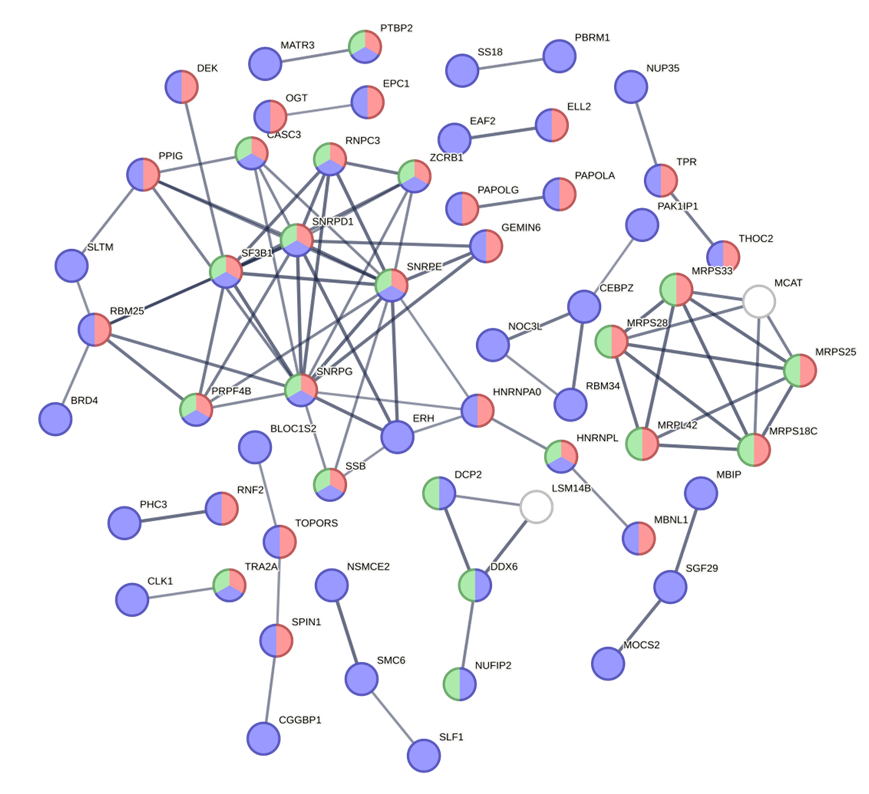 PTBP2
MATR3
PBRM1
SS18
DEK
NUP35
EPC1
OGT
ELL2
EAF2
CASC3
RNPC3
PPIG
ZCRB1
TPR
PAPOLA
PAPOLG
PAK1IP1
SNRPD1
GEMIN6
THOC2
SLTM
SF3B1
SNRPE
MRPS33
MCAT
CEBPZ
RBM25
NOC3L
MRPS28
MRPS25
SNRPG
RBM34
PRPF4B
HNRNPA0
BRD4
ERH
MRPL42
MRPS18C
BLOC1S2
HNRNPL
SSB
DCP2
LSM14B
MBIP
RNF2
PHC3
MBNL1
TOPORS
TRA2A
NSMCE2
DDX6
SGF29
CLK1
SPIN1
MOCS2
SMC6
NUFIP2
CGGBP1
SLF1